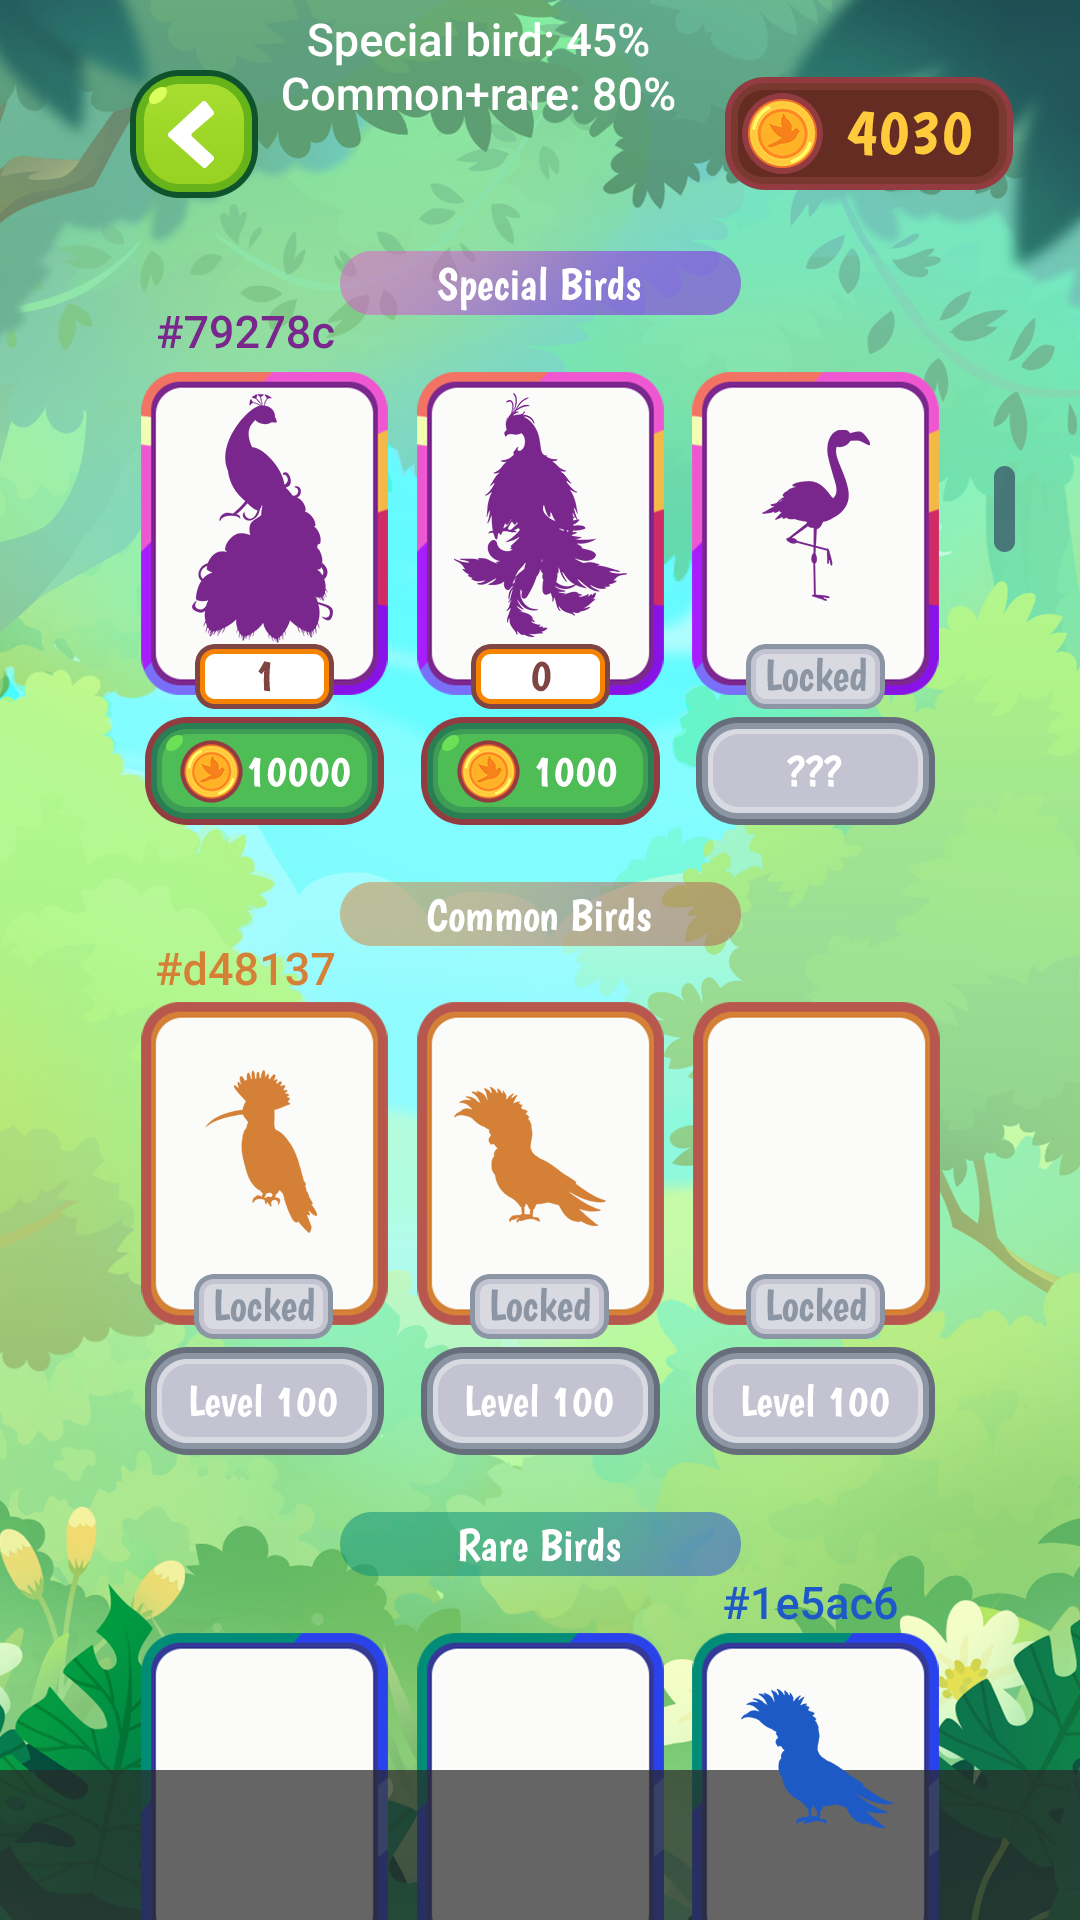 Special bird: 45%
Common+rare: 80%
4030
Special Birds
#79278c
1
0
Locked
10000
1000
???
Common Birds
#d48137
Locked
Locked
Locked
Level 100
Level 100
Level 100
Rare Birds
#1e5ac6